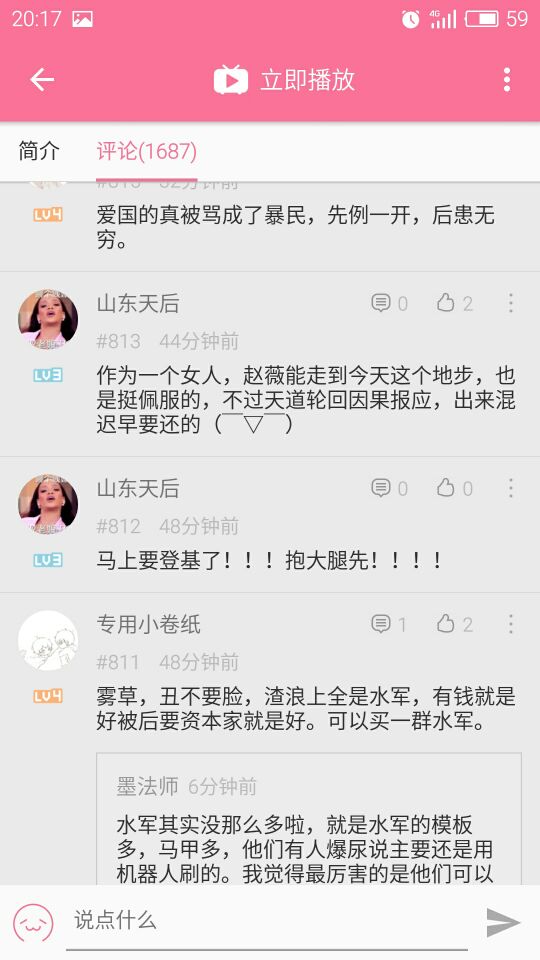 20:17
4G
59
立即播放
简介
评论(1687)
LV4
爱国的真被骂成了暴民，先例一开，后患无
穷。
山东天后
0
2
#813 44分钟前
LV3
作为一个女人，赵薇能走到今天这个地步，也
是挺佩服的，不过天道轮回因果报应，出来混
迟早要还的（￣▽￣）
山东天后
0
0
#812 48分钟前
LV3
马上要登基了！！！抱大腿先！！！！
专用小卷纸
1
2
#811 48分钟前
LV4
雾草，丑不要脸，渣浪上全是水军，有钱就是
好被后要资本家就是好。可以买一群水军。
墨法师 6分钟前
水军其实没那么多啦，就是水军的模板
多，马甲多，他们有人爆尿说主要还是用
机器人刷的。我觉得最厉害的是他们可以
说点什么